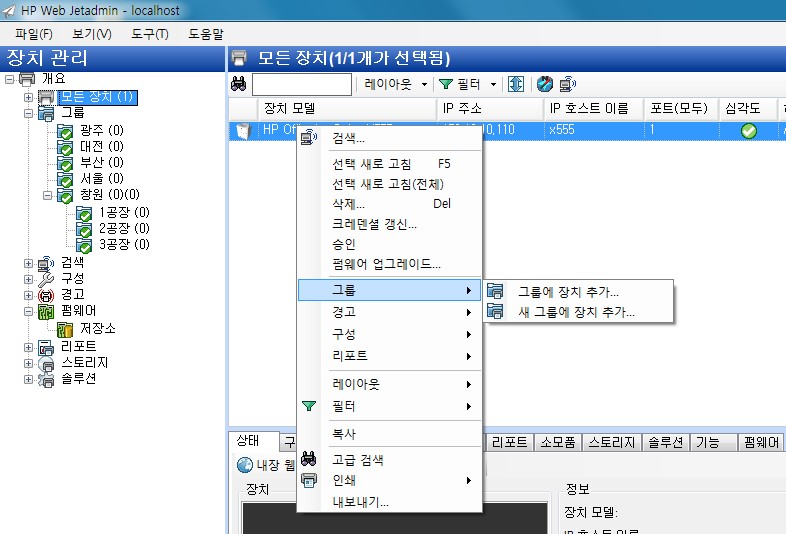 HP Web Jetadmin - localhost
파일(F) 보기(V) 도구(T) 도움말
장치 관리
모든 장치(1/1개가 선택됨)
개요
모든 장치 (1)
그룹
광주 (0)
대전 (0)
부산 (0)
서울 (0)
창원 (0)(0)
1공장 (0)
2공장 (0)
3공장 (0)
검색
구성
경고
펌웨어
저장소
리포트
스토리지
솔루션
레이아웃 필터
장치 모델 IP 주소 IP 호스트 이름 포트(모두) 심각도
HP 10,110 x555 1
검색...
선택 새로 고침 F5
선택 새로 고침(전체)
삭제... Del
크레덴셜 갱신...
승인
펌웨어 업그레이드...
그룹
경고
구성
리포트
레이아웃
필터
복사
고급 검색
인쇄
내보내기...
그룹에 장치 추가...
새 그룹에 장치 추가...
상태 구 리포트 소모품 스토리지 솔루션 기능 펌웨어
내장 웹
장치 정보
장치 모델:
IP 호스트 이름